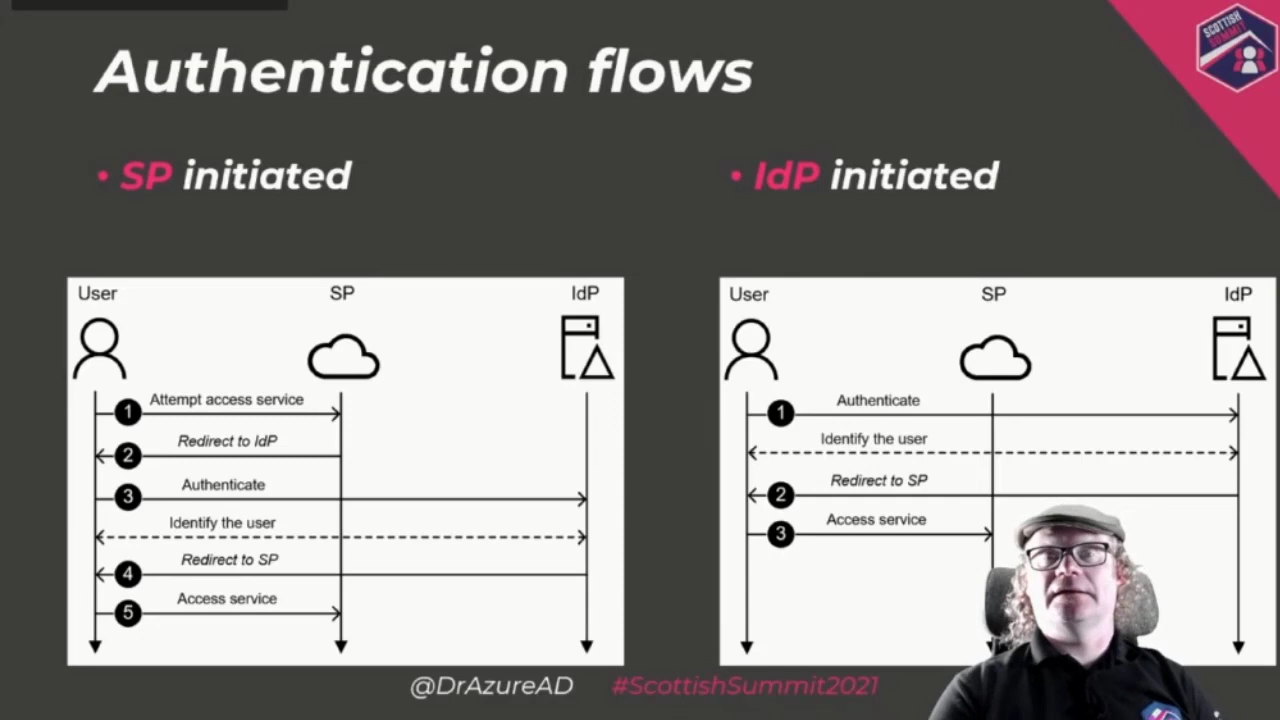 Authentication flows
SCOTTISH
SUMMIT
• SP initiated
• IdP initiated
User SP IdP
1 Attempt access service
2 Redirect to IdP
3 Authenticate
Identify the user
4 Redirect to SP
5 Access service
User SP IdP
1 Authenticate
Identify the user
2 Redirect to SP
3 Access service
@DrAzureAD #ScottishSummit2021